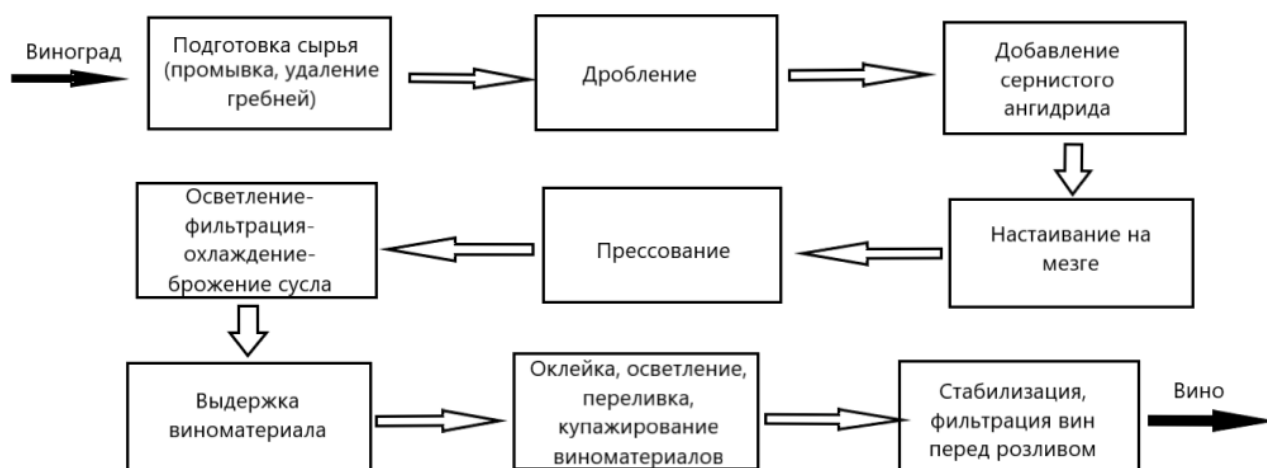 Виноград
Подготовка сырья
(промывка, удаление
гребней)
Дробление
Добавление
сернистого
ангидрида
Осветление-
фильтрация-
охлаждение-
брожение сусла
Прессование
Настаивание на
мезге
Выдержка
виноматериала
Оклейка, осветление,
переливка,
купажирование
виноматериалов
Стабилизация,
фильтрация вин
перед розливом
Вино